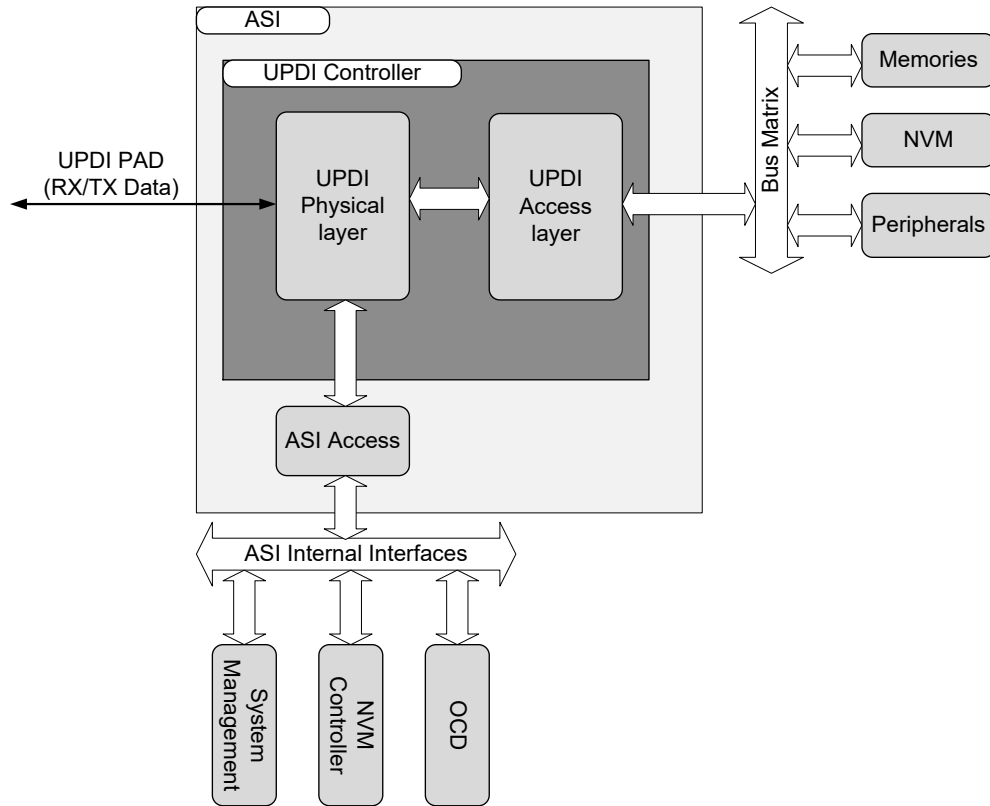 ASI
UPDI Controller
UPDI PAD
(RX/TX Data)
UPDI
Physical
layer
UPDI
Access
layer
Bus Matrix
Memories
NVM
Peripherals
ASI Access
ASI Internal Interfaces
System
Management
NVM
Controller
OCD